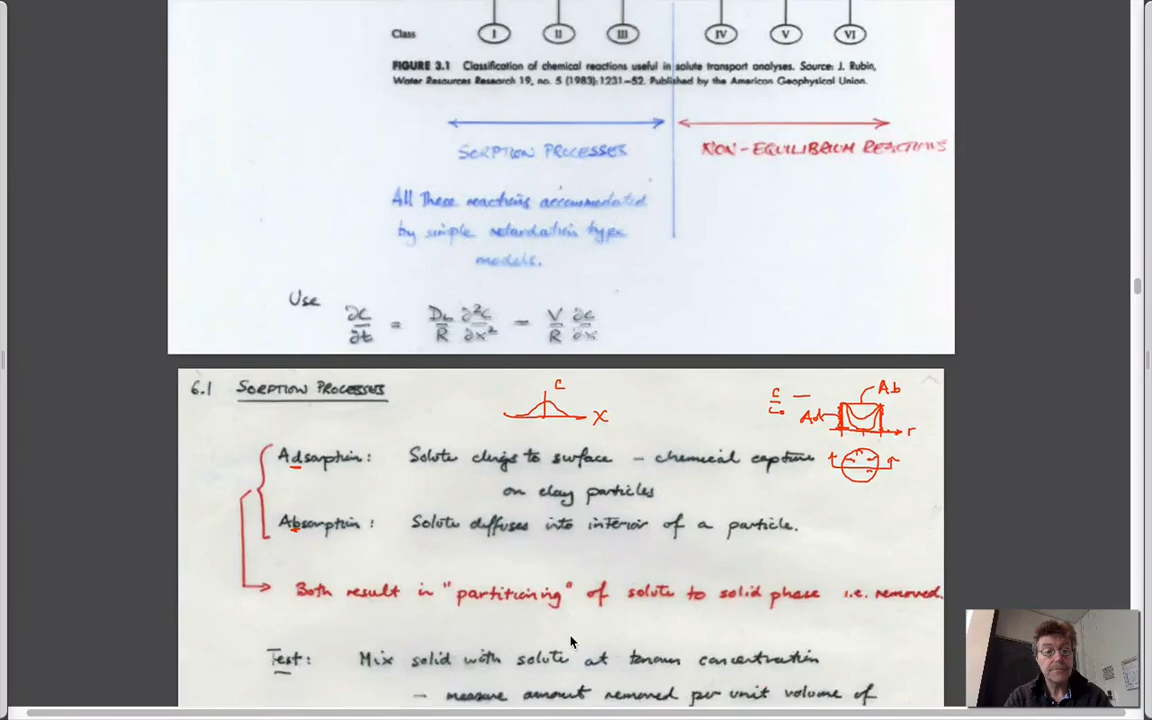 Class I II III IV V VI
FIGURE 3.1 Classification of chemical reactions useful in solute transport analyses. Source: J. Rubin,
Water Resources Research 19, no. 5 (1983):1231–52. Published by the American Geophysical Union.
SORPTION PROCESSES
NON-EQUILIBRIUM REACTIONS
All These reactions accommodated
by simple retardation type
models.
Use
∂C/∂t = D_L/R ∂²C/∂x² - V/R ∂c/∂x
6.1 SORPTION PROCESSES
C
x
C/C₀
Ab
Ad
r
Adsorption: Solute clings to surface - chemical capture
on clay particles
Absorption: Solute diffuses into interior of a particle.
Both result in "partitioning" of solute to solid phase i.e. removed.
Test: Mix solid with solute at known concentration
- measure amount removed per unit volume of